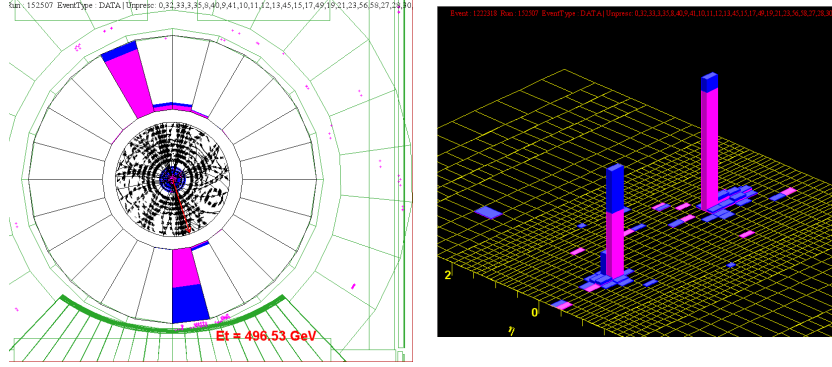 Run : 152507 EventType : DATA | Unpresc: 0,32,33,3,35,8,40,9,41,10,11,12,13,45,15,17,49,19,21,23,56,58,27,28,30,
Et = 496.53 GeV
Event : 1222318 Run : 152507 EventType : DATA | Unpresc: 0,32,33,3,35,8,40,9,41,10,11,12,13,45,15,17,49,19,21,23,56,58,27,28,30
2
0
η